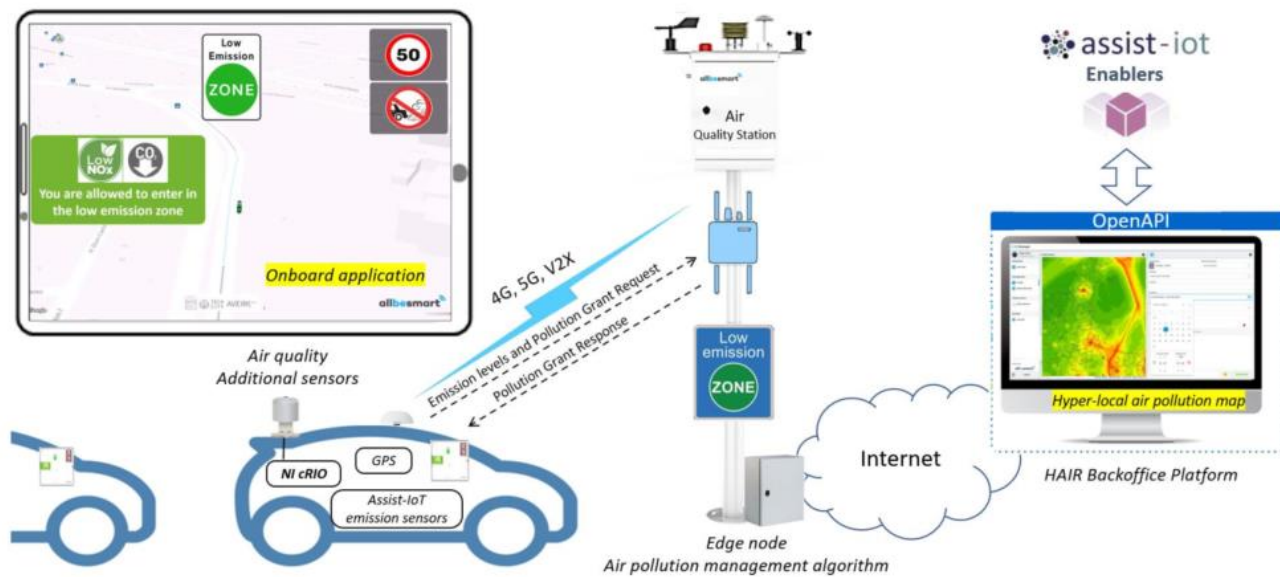 Low
Emission
ZONE
50
Low
NOx
CO
You are allowed to enter in
the low emission zone
Onboard application
allbesmart
Air quality
Additional sensors
NI cRIO
GPS
Assist-IoT
emission sensors
4G, 5G, V2X
Emission levels and Pollution Grant Request
Pollution Grant Response
allbesmart
Air
Quality Station
Low
emission
ZONE
Edge node
Air pollution management algorithm
Internet
assist-iot
Enablers
OpenAPI
Hyper-local air pollution map
HAIR Backoffice Platform